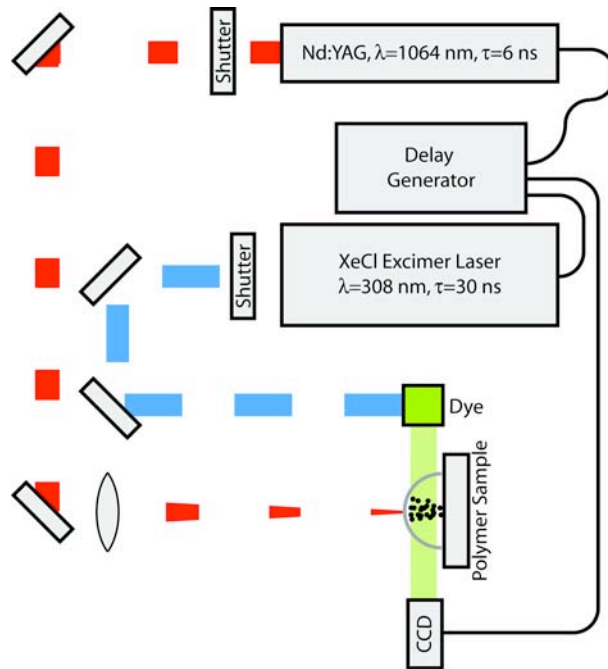 Shutter
Nd:YAG, λ=1064 nm, τ=6 ns
Delay
Generator
Shutter
XeCl Excimer Laser
λ=308 nm, τ=30 ns
Dye
Polymer Sample
CCD